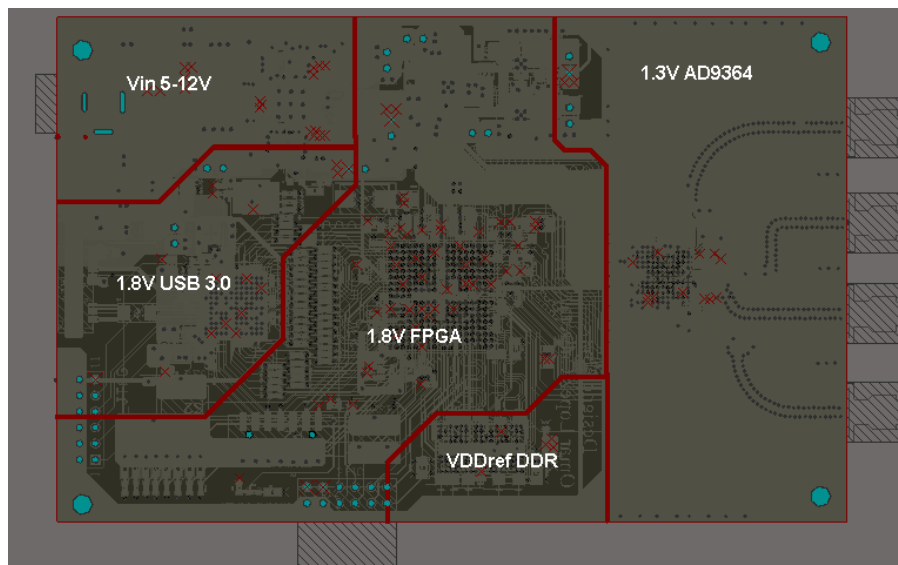 Vin 5-12V
1.3V AD9364
1.8V USB 3.0
1.8V FPGA
VDDref DDR